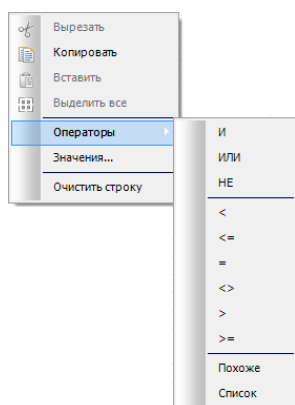 Вырезать
Копировать
Вставить
Выделить все
Операторы
Значения...
Очистить строку
И
ИЛИ
НЕ
<
<=
=
<>
>
>=
Похоже
Список